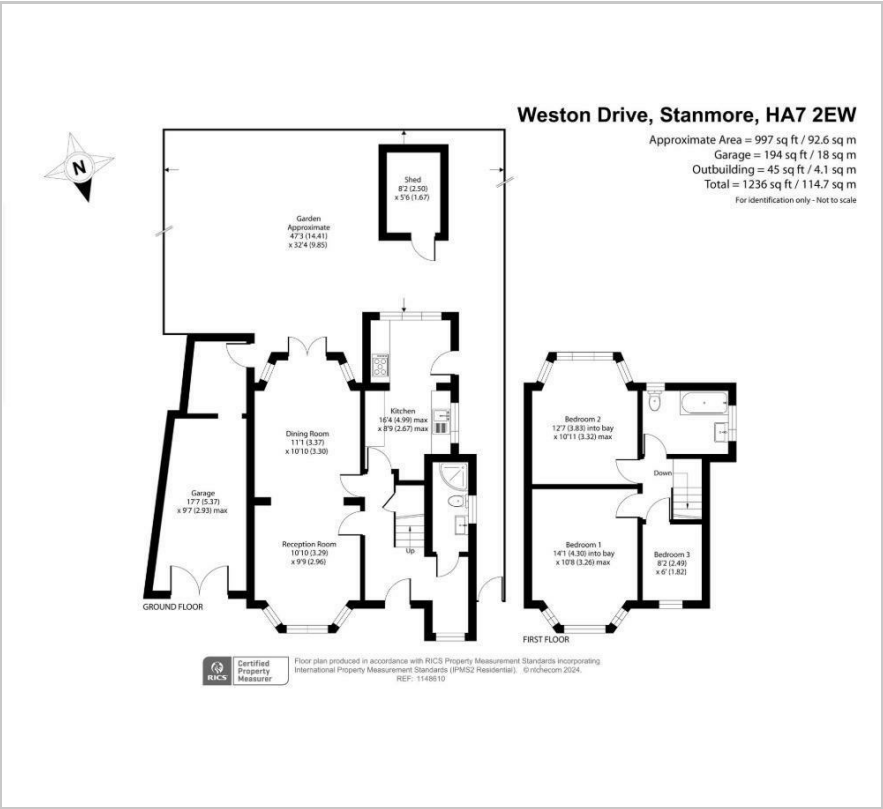 Weston Drive, Stanmore, HA7 2EW
Approximate Area = 997 sq ft / 92.6 sq m
Garage = 194 sq ft / 18 sq m
Outbuilding = 45 sq ft / 4.1 sq m
Total = 1236 sq ft / 114.7 sq m
For identification only - Not to scale
N
Shed
8'2 (2.50)
x 5'6 (1.67)
Garden
Approximate
47'3 (14.41)
x 32'4 (9.85)
Kitchen
16'4 (4.99) max
x 8'9 (2.67) max
Dining Room
11'1 (3.37)
x 10'10 (3.30)
Garage
17'7 (5.37)
x 9'7 (2.93) max
Reception Room
10'10 (3.29)
x 9'9 (2.96)
Up
GROUND FLOOR
Bedroom 2
12'7 (3.83) into bay
x 10'11 (3.32) max
Down
Bedroom 1
14'1 (4.30) into bay
x 10'8 (3.26) max
Bedroom 3
8'2 (2.49)
x 6' (1.82)
FIRST FLOOR
RICS
Certified
Property
Measurer
Floor plan produced in accordance with RICS Property Measurement Standards incorporating
International Property Measurement Standards (IPMS2 Residential). © nichecom 2024.
REF: 1148610